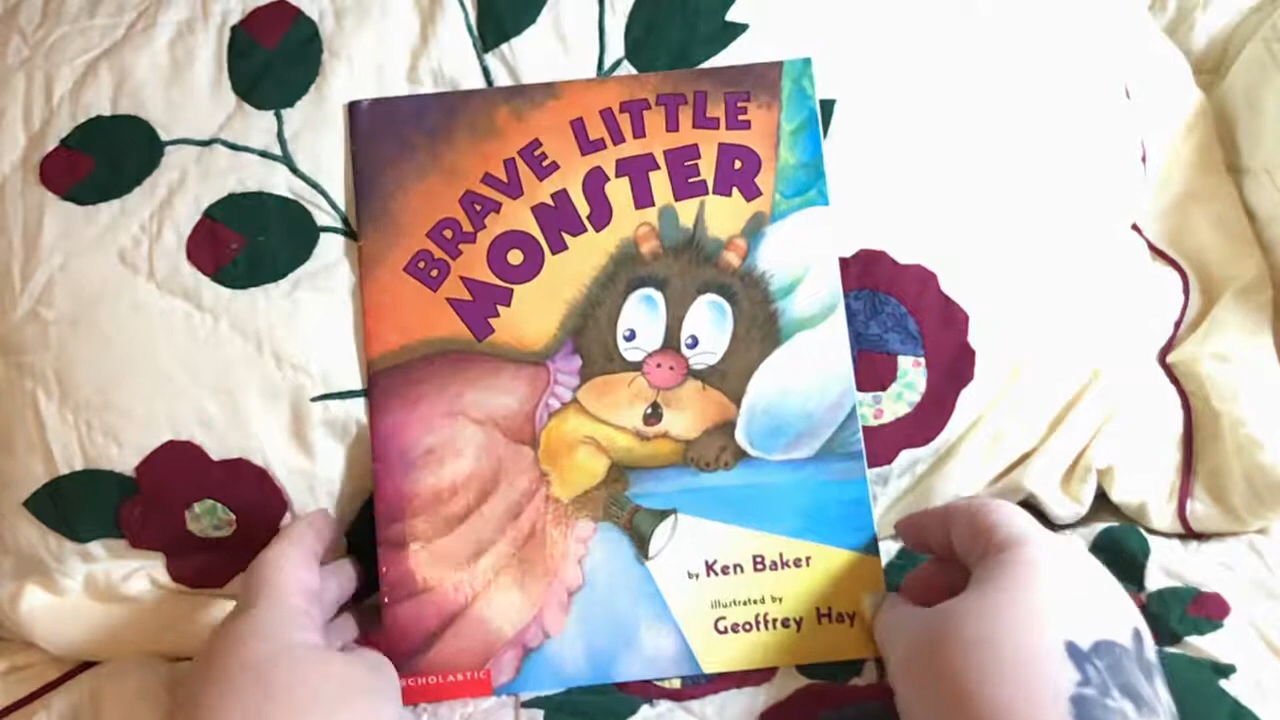 BRAVE LITTLE
MONSTER
by Ken Baker
illustrated by
Geoffrey Hay
SCHOLASTIC